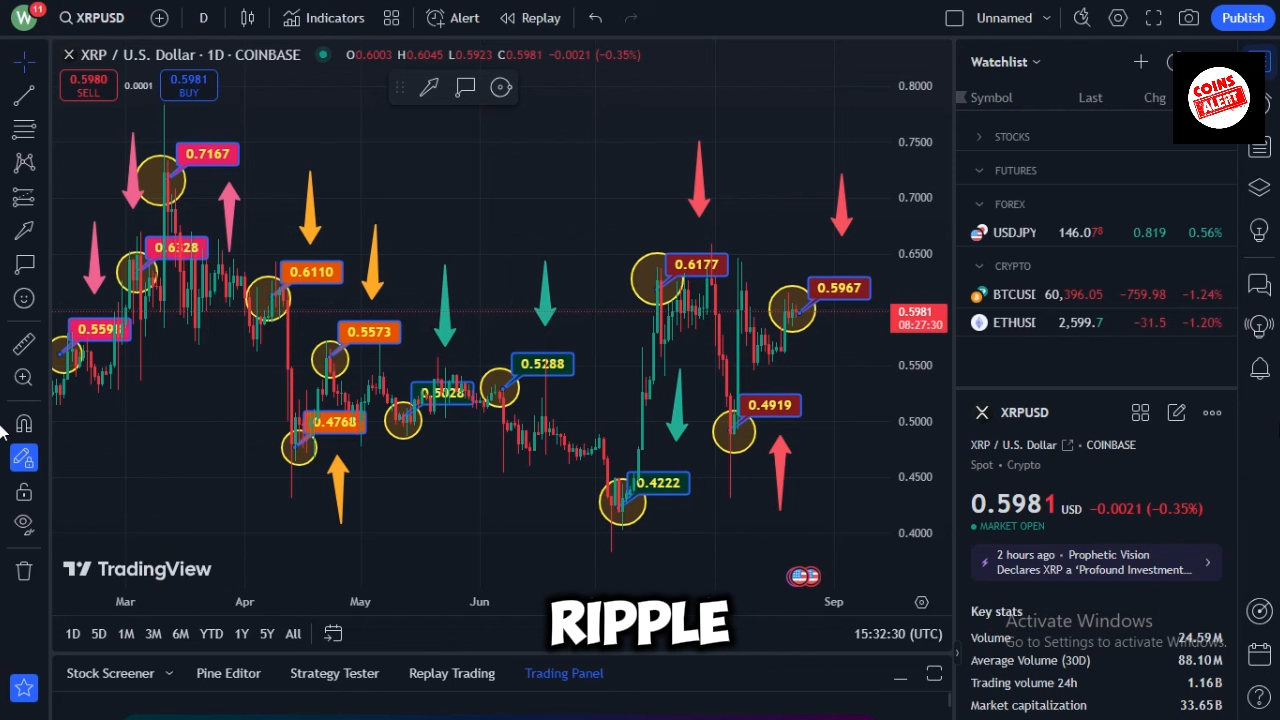 W 11 XRPUSD D Indicators Alert Replay Unnamed Publish
XRP / U.S. Dollar · 1D · COINBASE O0.6003 H0.6045 L0.5923 C0.5981 −0.0021 (−0.35%)
0.5980 SELL 0.0001 0.5981 BUY
0.8000
0.7500
0.7000
0.6500
0.5981
08:27:30
0.5500
0.5000
0.4500
0.4000
0.7167
0.6328
0.6110
0.5573
0.4768
0.5028
0.5288
0.6177
0.5967
0.4919
0.4222
TradingView
Mar Apr May Jun Sep
RIPPLE
1D 5D 1M 3M 6M YTD 1Y 5Y All 15:32:30 (UTC)
Stock Screener Pine Editor Strategy Tester Replay Trading Trading Panel
Watchlist
COINS ALERT
Symbol Last Chg
STOCKS
FUTURES
FOREX
USDJPY 146.078 0.819 0.56%
CRYPTO
BTCUSD 60,396.05 −759.98 −1.24%
ETHUSD 2,599.7 −31.5 −1.20%
XRPUSD
XRP / U.S. Dollar · COINBASE
Spot · Crypto
0.5981 USD −0.0021 (−0.35%)
MARKET OPEN
2 hours ago · Prophetic Vision
Declares XRP a ‘Profound Investment...
Key stats
Activate Windows
Volume 24.59M
Go to Settings to activate Windows.
Average Volume (30D) 88.10M
Trading volume 24h 1.16B
Market capitalization 33.65B